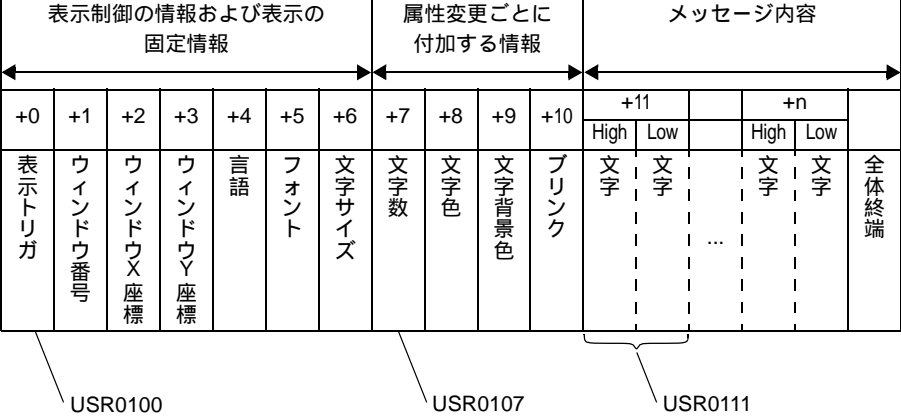 表示制御の情報および表示の
固定情報
属性変更ごとに
付加する情報
メッセージ内容
+0
+1
+2
+3
+4
+5
+6
+7
+8
+9
+10
+11
+n
High
Low
High
Low
表示トリガ
ウィンドウ番号
ウィンドウX座標
ウィンドウY座標
言語
フォント
文字サイズ
文字数
文字色
文字背景色
ブリンク
文字
文字
...
文字
文字
全体終端
USR0100
USR0107
USR0111